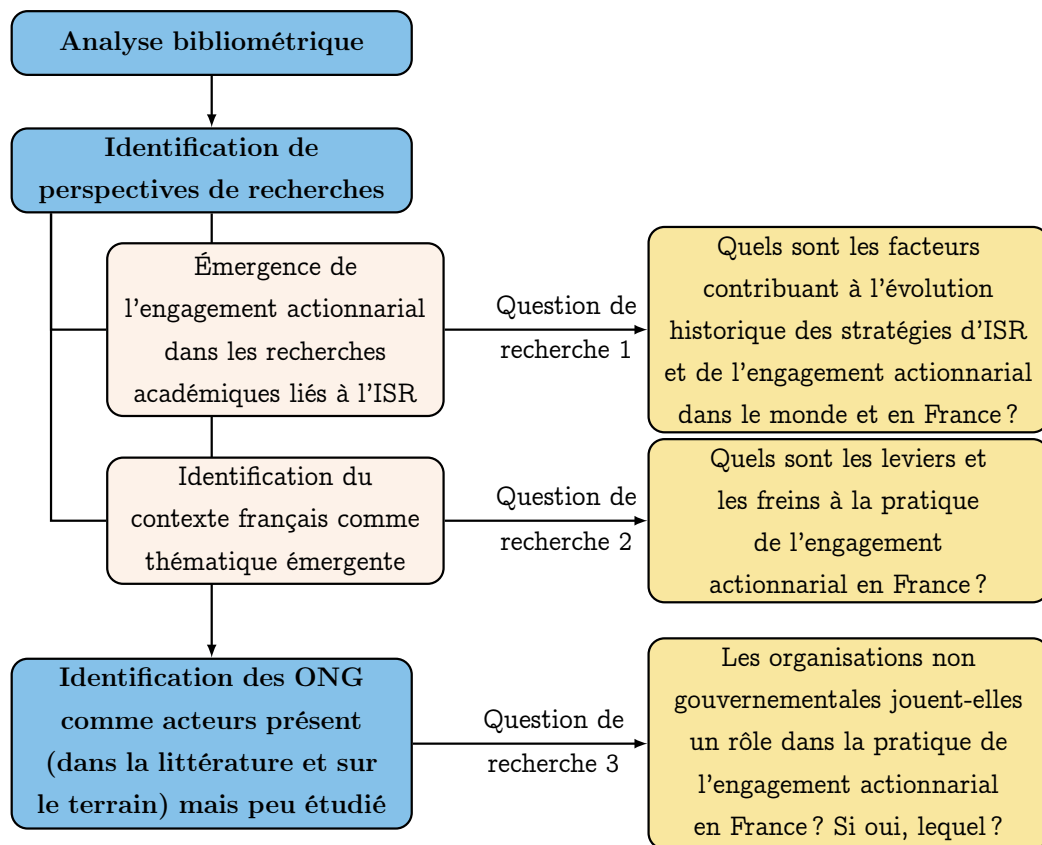 Analyse bibliométrique
Identification de
perspectives de recherches
Émergence de
l'engagement actionnarial
dans les recherches
académiques liés à l'ISR
Question de
recherche 1
Quels sont les facteurs
contribuant à l'évolution
historique des stratégies d'ISR
et de l'engagement actionnarial
dans le monde et en France ?
Identification du
contexte français comme
thématique émergente
Question de
recherche 2
Quels sont les leviers et
les freins à la pratique
de l'engagement
actionnarial en France ?
Identification des ONG
comme acteurs présent
(dans la littérature et sur
le terrain) mais peu étudié
Question de
recherche 3
Les organisations non
gouvernementales jouent-elles
un rôle dans la pratique de
l'engagement actionnarial
en France ? Si oui, lequel ?